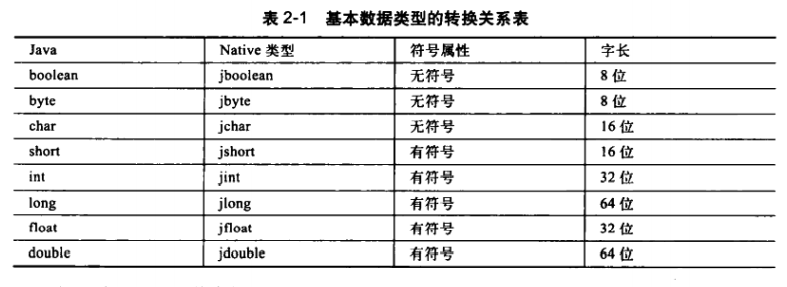 表 2-1 基本数据类型的转换关系表
Java Native 类型 符号属性 字长
boolean jboolean 无符号 8 位
byte jbyte 无符号 8 位
char jchar 无符号 16 位
short jshort 有符号 16 位
int jint 有符号 32 位
long jlong 有符号 64 位
float jfloat 有符号 32 位
double jdouble 有符号 64 位